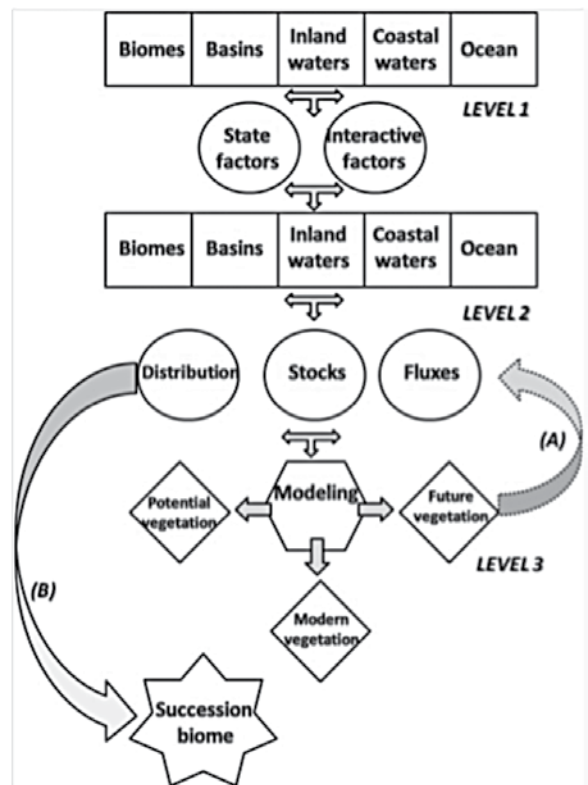 Biomes Basins Inland waters Coastal waters Ocean
LEVEL 1
State factors
Interactive factors
Biomes Basins Inland waters Coastal waters Ocean
LEVEL 2
Distribution Stocks Fluxes
(A)
Modeling
Potential vegetation
Future vegetation
LEVEL 3
(B)
Modern vegetation
Succession biome